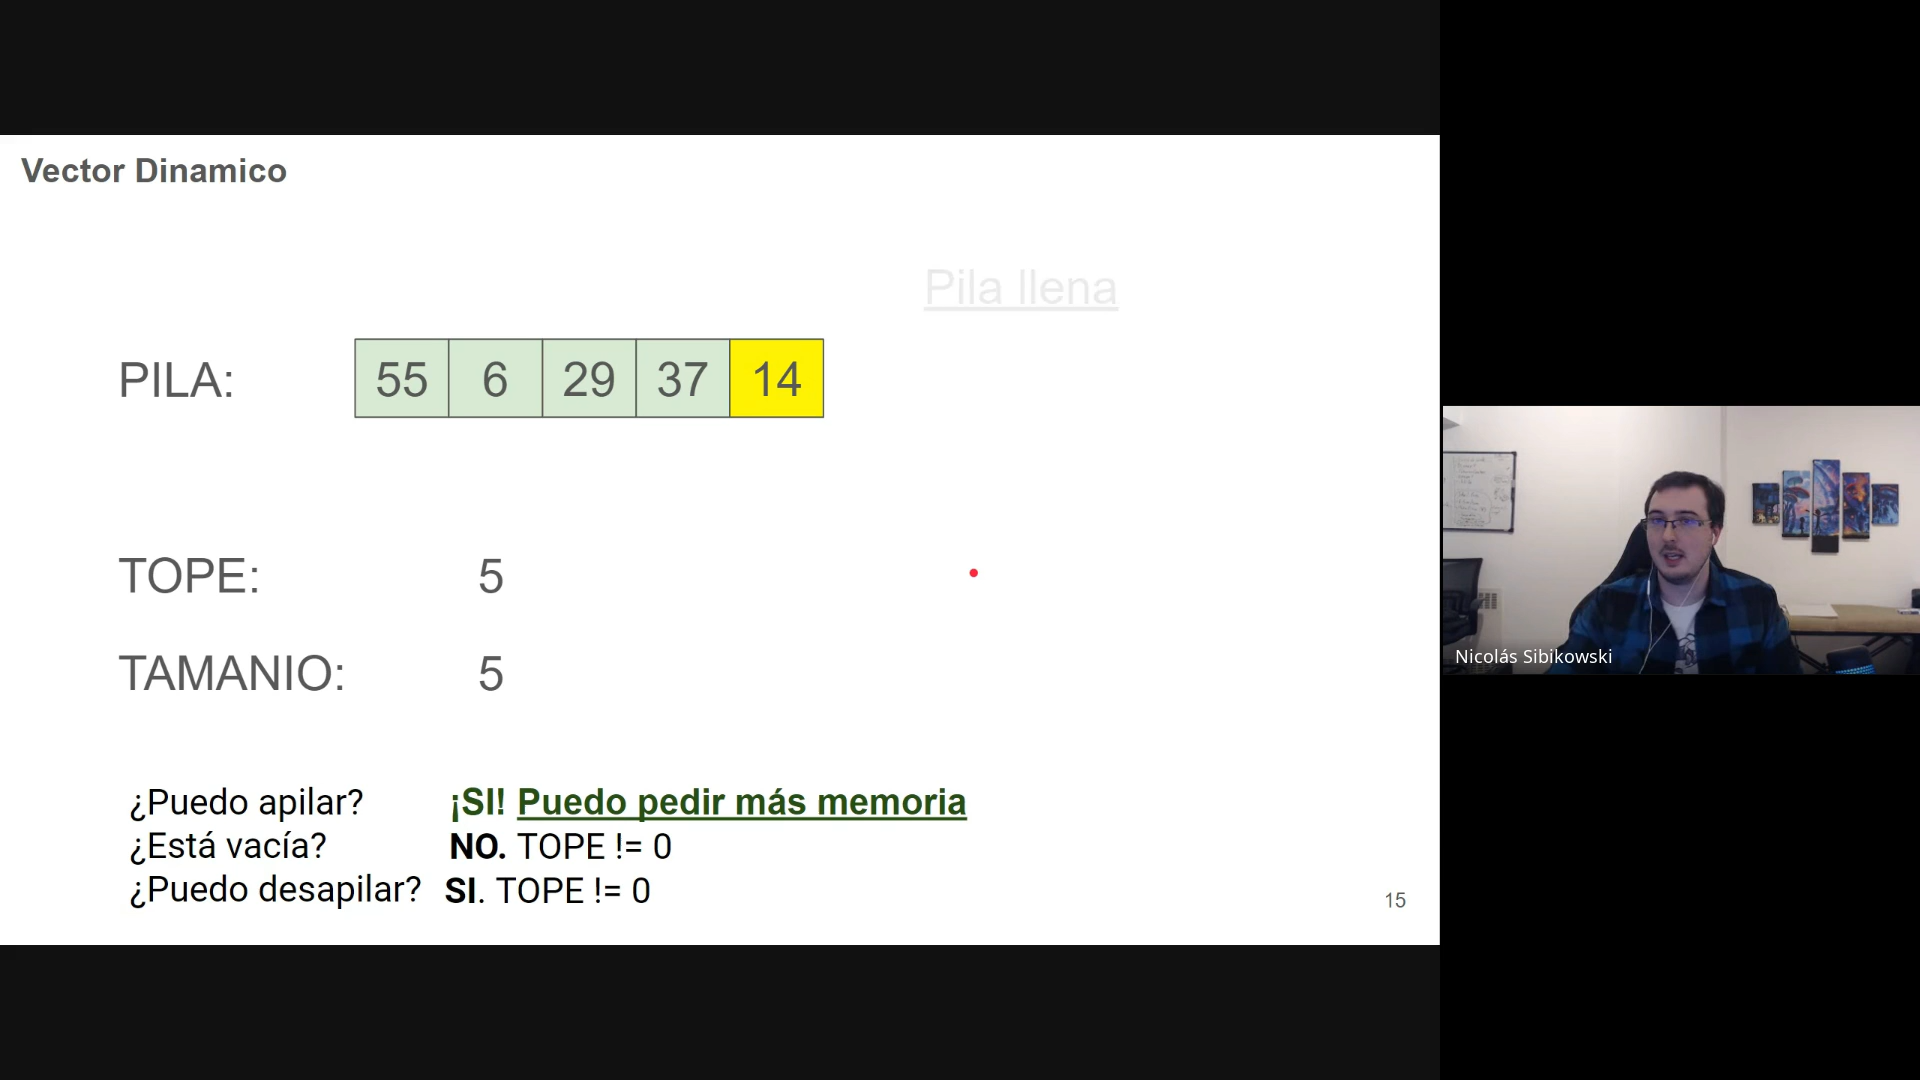 Vector Dinamico
Pila llena
PILA: 55 6 29 37 14
TOPE: 5
TAMANIO: 5
¿Puedo apilar? ¡SI! Puedo pedir más memoria
¿Está vacía? NO. TOPE != 0
¿Puedo desapilar? SI. TOPE != 0
15
Nicolás Sibikowski